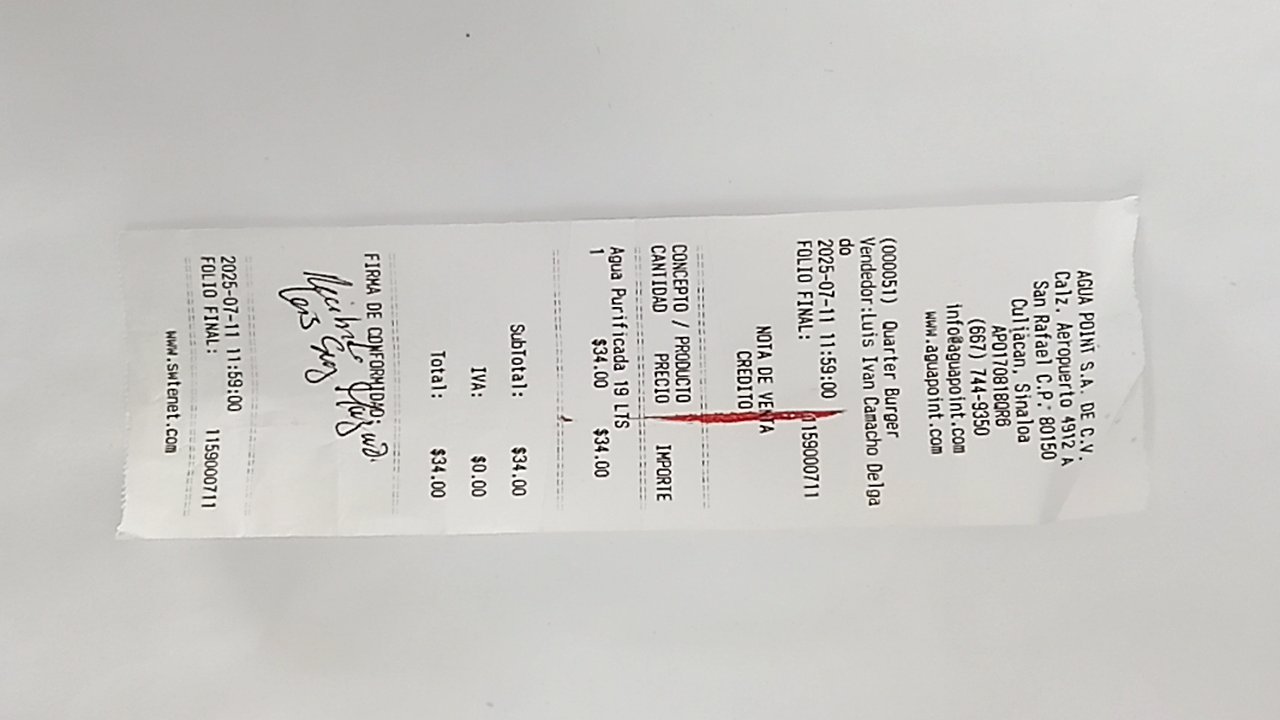 AGUA POINT S.A. DE C.V.
Calz. Aeropuerto 4912 A
San Rafael C.P. 80150
Culiacan, Sinaloa
APO170818QR6
(667) 744-9350
info@aguapoint.com
www.aguapoint.com
(000051) Quarter Burger
Vendedor:Luis Ivan Camacho Delga
do
2025-07-11 11:59:00
FOLIO FINAL: 1159000711
NOTA DE VENTA
CREDITO
CONCEPTO / PRODUCTO
CANTIDAD PRECIO IMPORTE
Agua Purificada 19 LTS
1 $34.00 $34.00
SubTotal: $34.00
IVA: $0.00
Total: $34.00
FIRMA DE CONFORMIDAD:
2025-07-11 11:59:00
FOLIO FINAL: 1159000711
www.swtenet.com